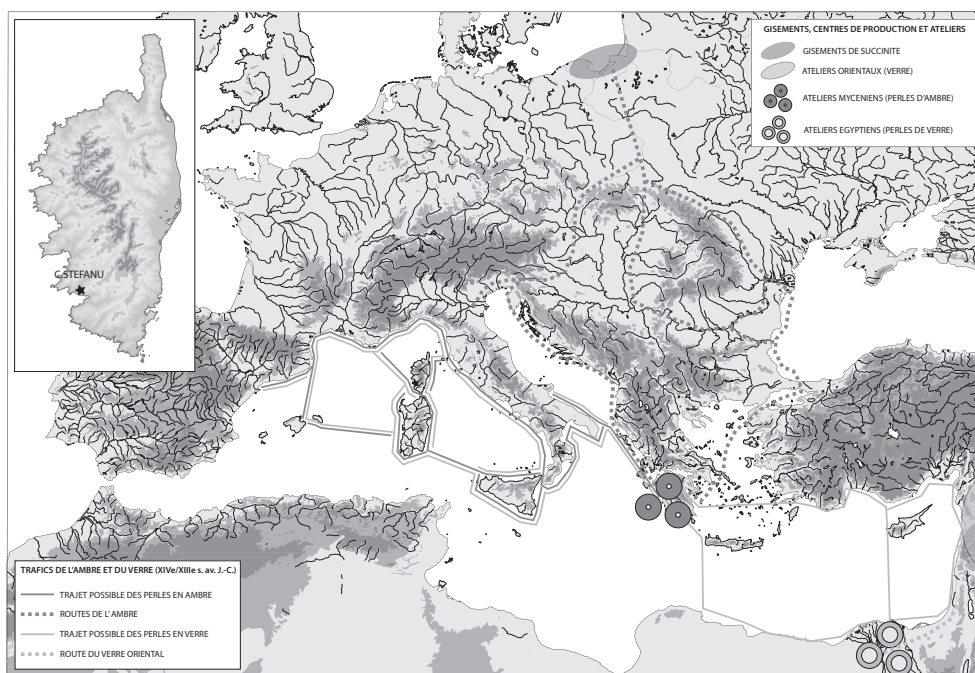 GISEMENTS, CENTRES DE PRODUCTION ET ATELIERS
GISEMENTS DE SUCCINITE
ATELIERS ORIENTAUX (VERRE)
ATELIERS MYCENIENS (PERLES D'AMBRE)
ATELIERS EGYPTIENS (PERLES DE VERRE)
C.STEFANU
TRAFICS DE L'AMBRE ET DU VERRE (XIVe/XIIIe s. av. J.-C.)
TRAJET POSSIBLE DES PERLES EN AMBRE
ROUTES DE L'AMBRE
TRAJET POSSIBLE DES PERLES EN VERRE
ROUTE DU VERRE ORIENTAL